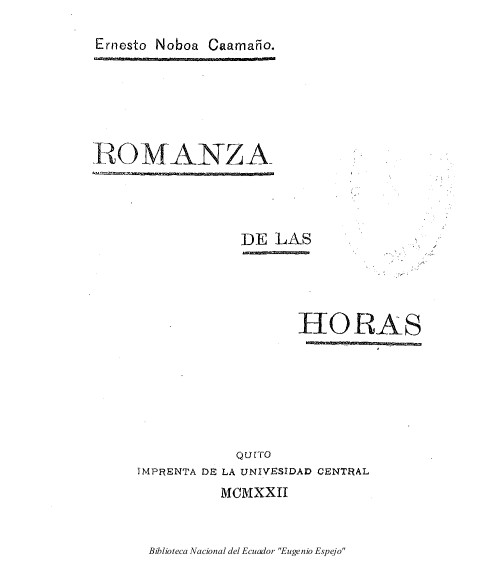 Ernesto Noboa Caamaño.
ROMANZA
DE LAS
HORAS
QUITO
IMPRENTA DE LA UNIVESIDAD CENTRAL
MCMXXII
Biblioteca Nacional del Ecuador "Eugenio Espejo"